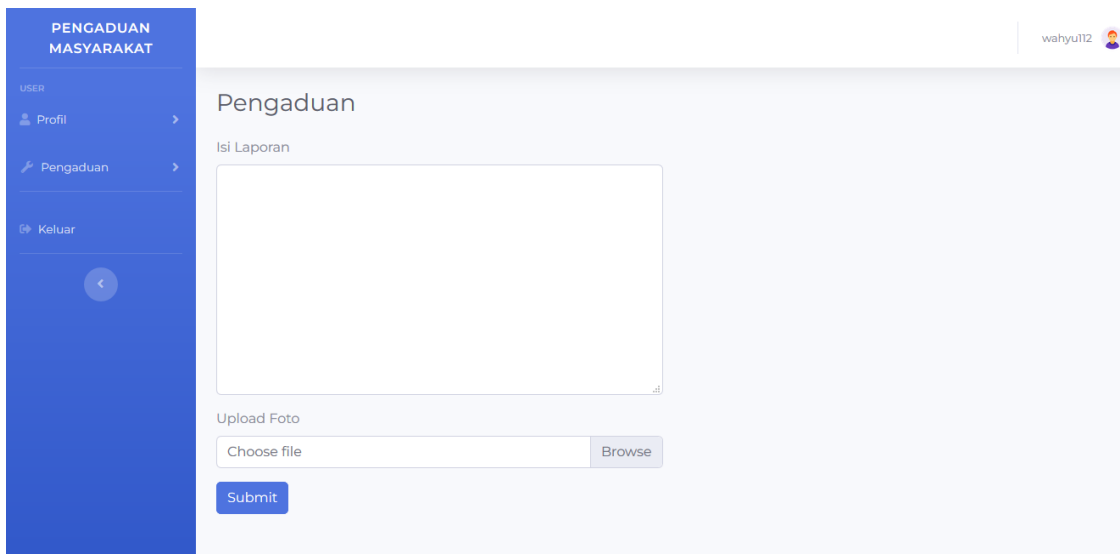 PENGADUAN
MASYARAKAT
wahyu112
USER
Profil
Pengaduan
Keluar
Pengaduan
Isi Laporan
Upload Foto
Choose file
Browse
Submit